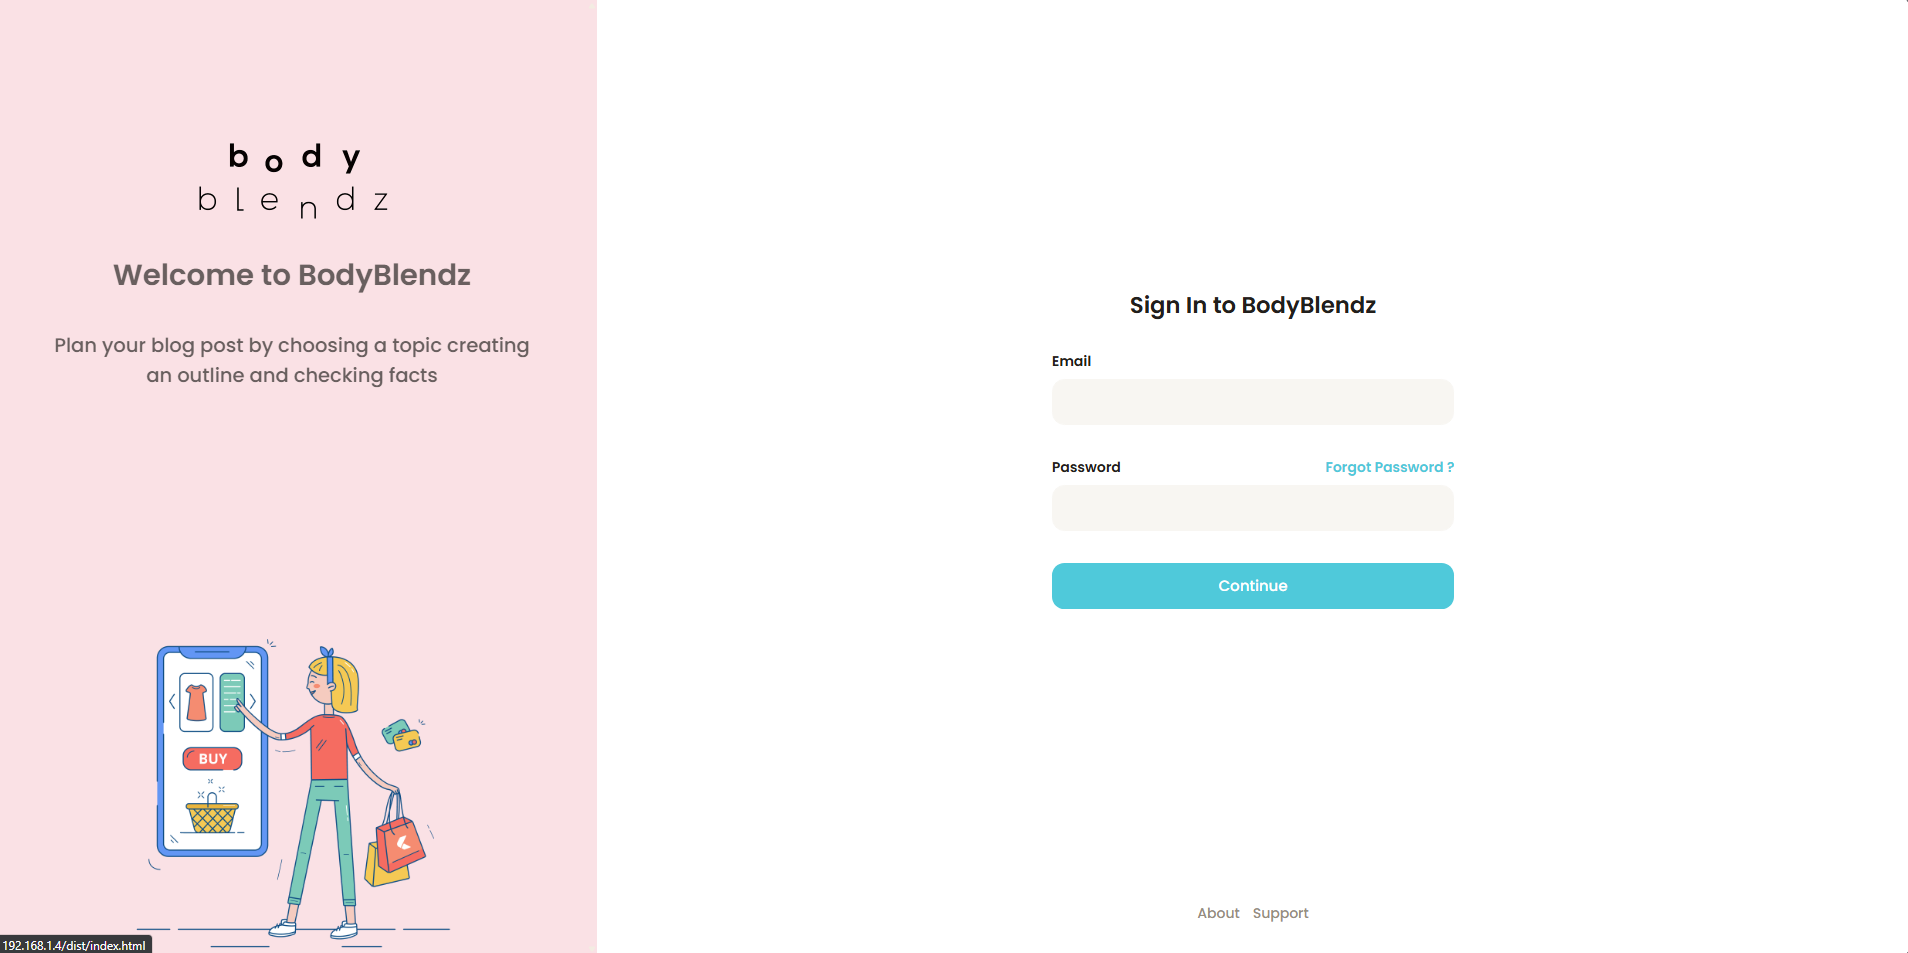 body
blendz
Welcome to BodyBlendz
Plan your blog post by choosing a topic creating
an outline and checking facts
BUY
192.168.1.4/dist/index.html
Sign In to BodyBlendz
Email
Password
Forgot Password ?
Continue
About Support